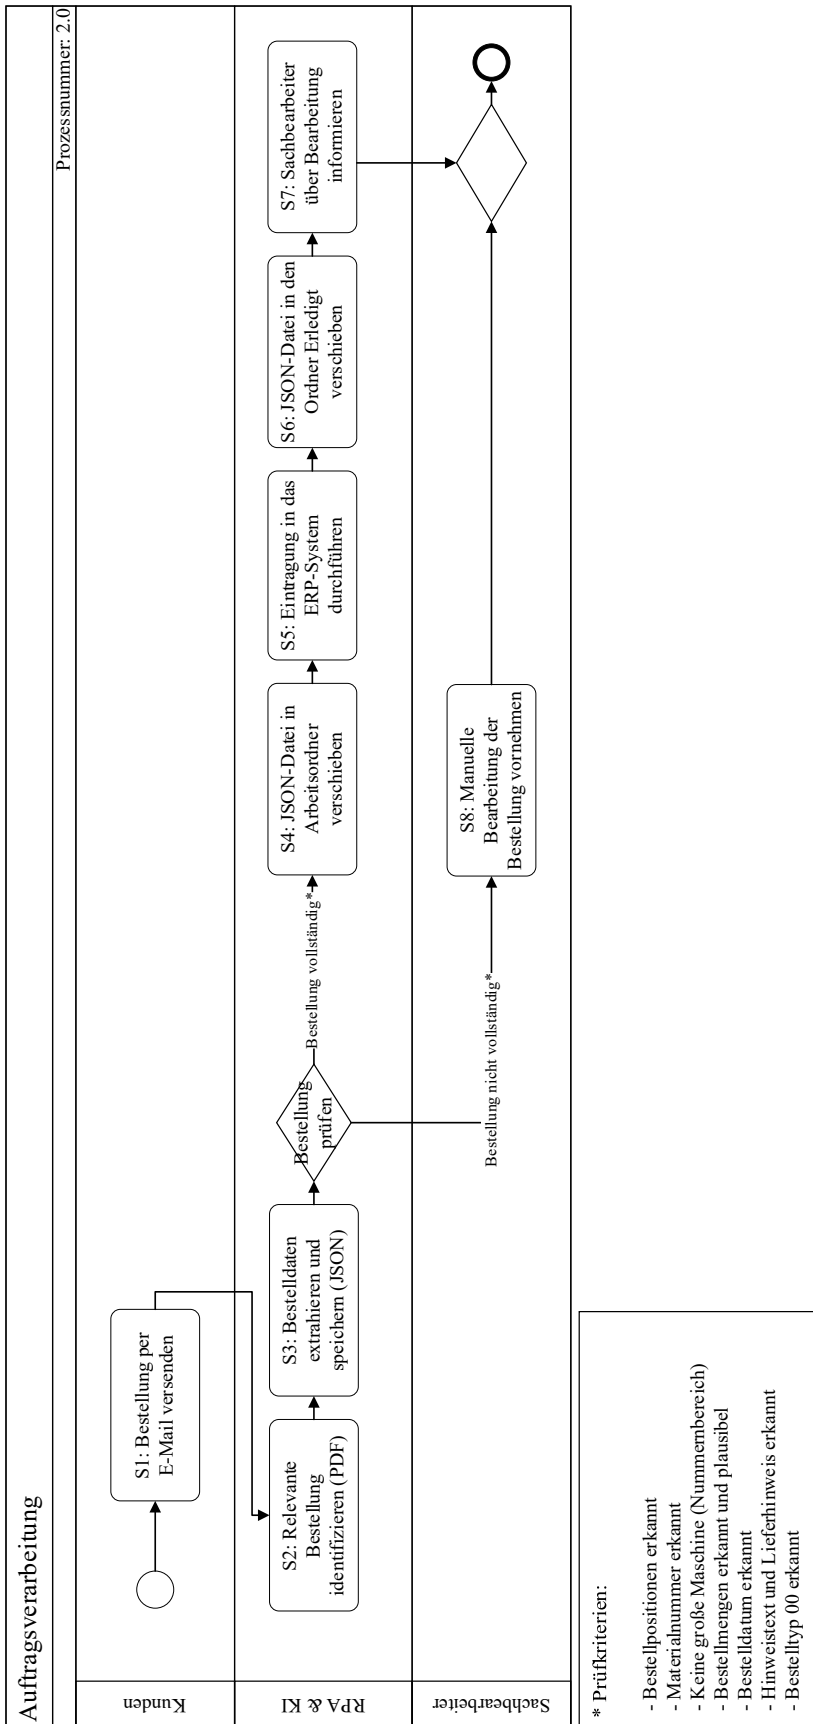 Auftragsverarbeitung
Prozessnummer: 2.0
Kunden
S1: Bestellung per
E-Mail versenden
RPA & KI
S2: Relevante
Bestellung
identifizieren (PDF)
S3: Bestelldaten
extrahieren und
speichern (JSON)
Bestellung
prüfen
Bestellung vollständig*
S4: JSON-Datei in
Arbeitsordner
verschieben
S5: Eintragung in das
ERP-System
durchführen
S6: JSON-Datei in den
Ordner Erledigt
verschieben
S7: Sachbearbeiter
über Bearbeitung
informieren
Sachbearbeiter
Bestellung nicht vollständig*
S8: Manuelle
Bearbeitung der
Bestellung vornehmen
* Prüfkriterien:
- Bestellpositionen erkannt
- Materialnummer erkannt
- Keine große Maschine (Nummernbereich)
- Bestellmengen erkannt und plausibel
- Bestelldatum erkannt
- Hinweistext und Lieferhinweis erkannt
- Bestelltyp 00 erkannt